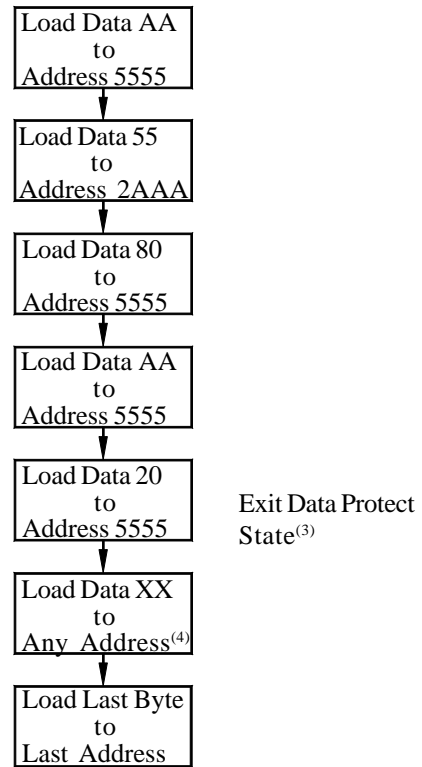 Load Data AA
to
Address 5555
Load Data 55
to
Address 2AAA
Load Data 80
to
Address 5555
Load Data AA
to
Address 5555
Load Data 20
to
Address 5555
Exit Data Protect
State(3)
Load Data XX
to
Any Address(4)
Load Last Byte
to
Last Address